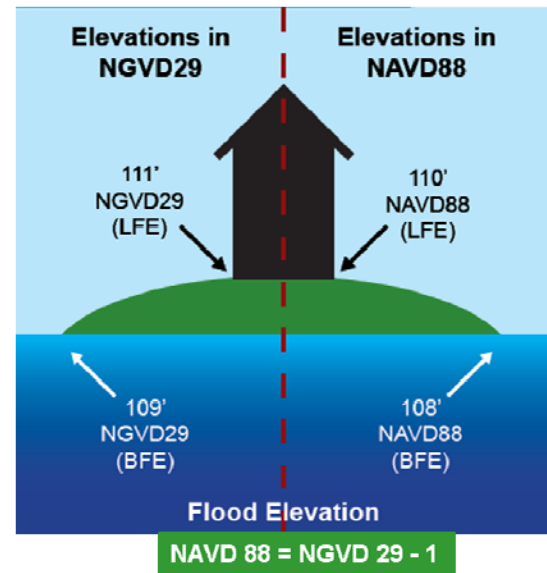 Elevations in
NGVD29
Elevations in
NAVD88
111'
NGVD29
(LFE)
110'
NAVD88
(LFE)
109'
NGVD29
(BFE)
108'
NAVD88
(BFE)
Flood Elevation
NAVD 88 = NGVD 29 - 1